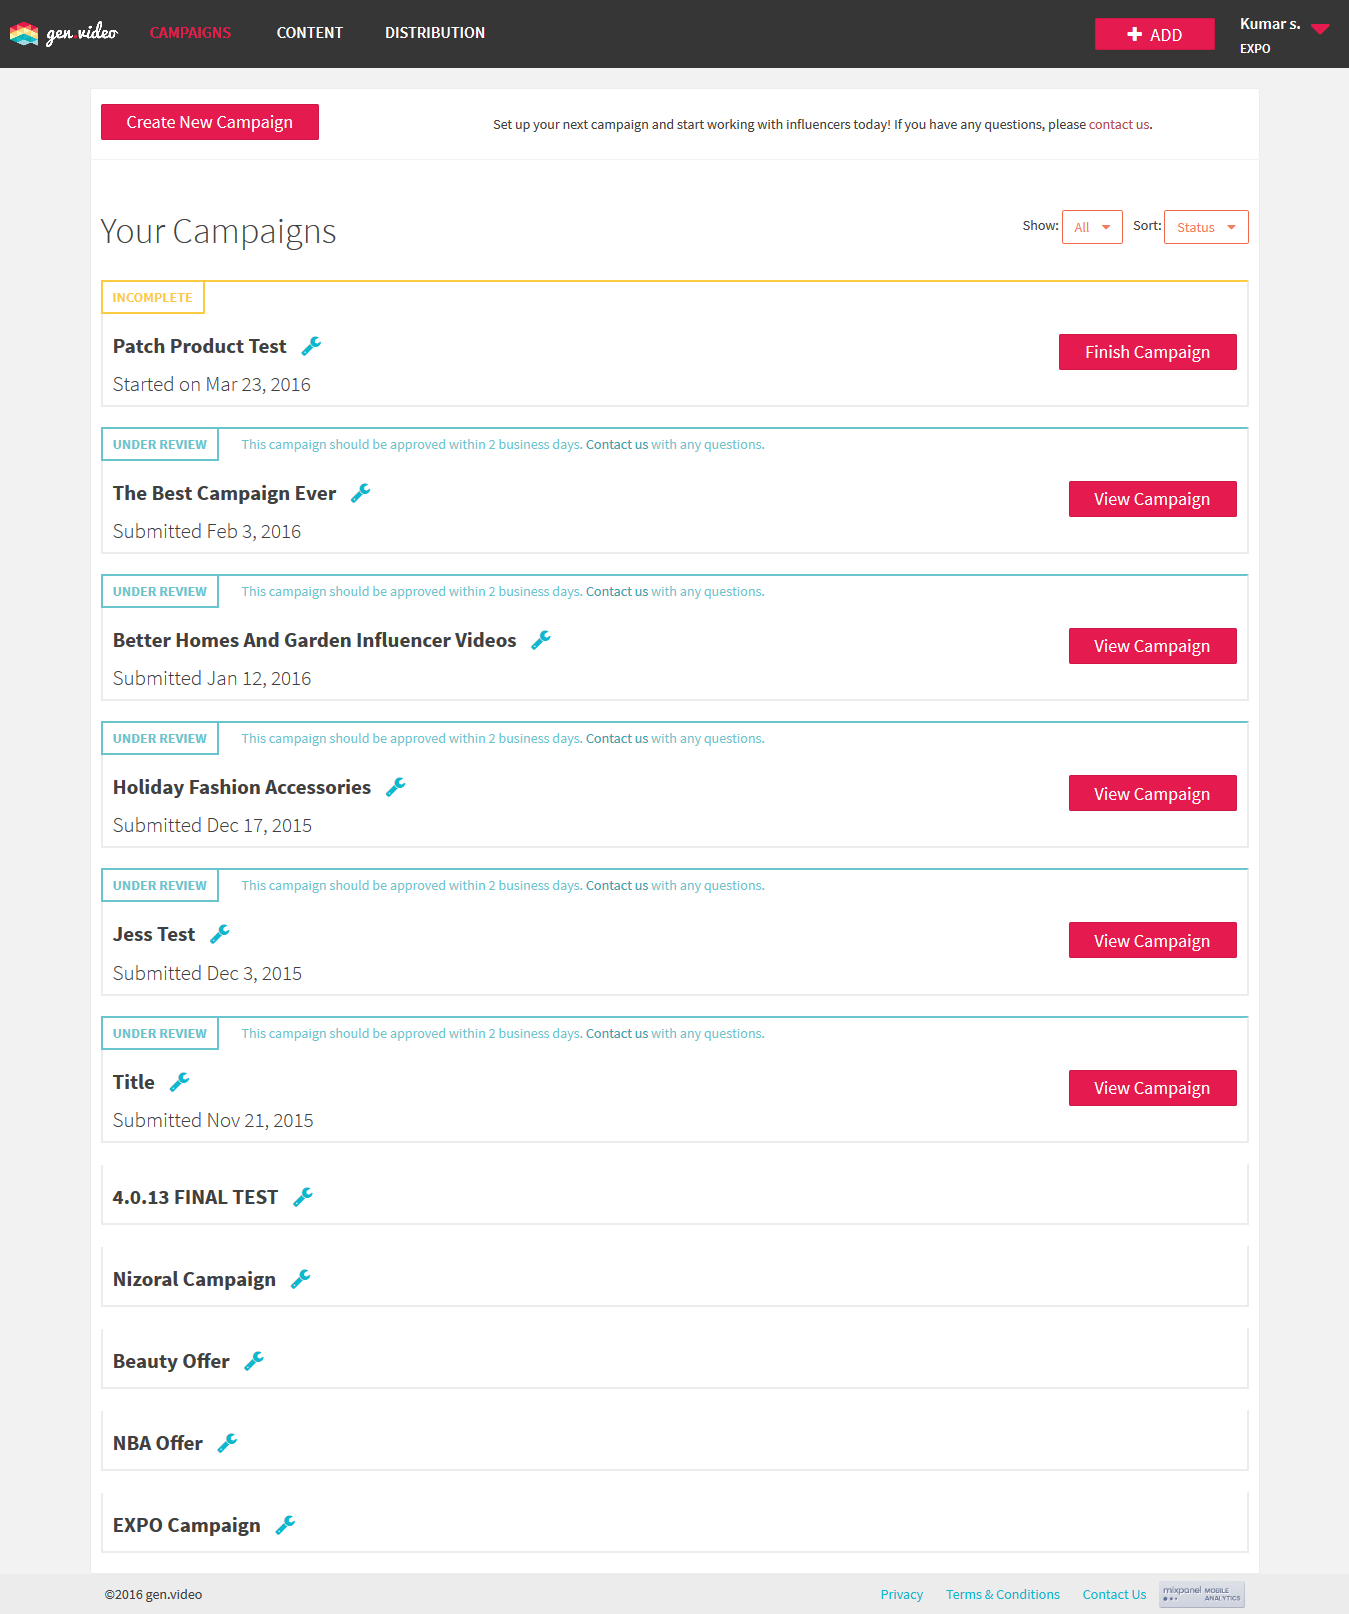 gen.video CAMPAIGNS CONTENT DISTRIBUTION ADD Kumar s.
EXPO
Create New Campaign Set up your next campaign and start working with influencers today! If you have any questions, please contact us.
Your Campaigns Show: All Sort: Status
INCOMPLETE
Patch Product Test Finish Campaign
Started on Mar 23, 2016
UNDER REVIEW This campaign should be approved within 2 business days. Contact us with any questions.
The Best Campaign Ever View Campaign
Submitted Feb 3, 2016
UNDER REVIEW This campaign should be approved within 2 business days. Contact us with any questions.
Better Homes And Garden Influencer Videos View Campaign
Submitted Jan 12, 2016
UNDER REVIEW This campaign should be approved within 2 business days. Contact us with any questions.
Holiday Fashion Accessories View Campaign
Submitted Dec 17, 2015
UNDER REVIEW This campaign should be approved within 2 business days. Contact us with any questions.
Jess Test View Campaign
Submitted Dec 3, 2015
UNDER REVIEW This campaign should be approved within 2 business days. Contact us with any questions.
Title View Campaign
Submitted Nov 21, 2015
4.0.13 FINAL TEST
Nizoral Campaign
Beauty Offer
NBA Offer
EXPO Campaign
©2016 gen.video Privacy Terms & Conditions Contact Us mixpanel MOBILE
ANALYTICS